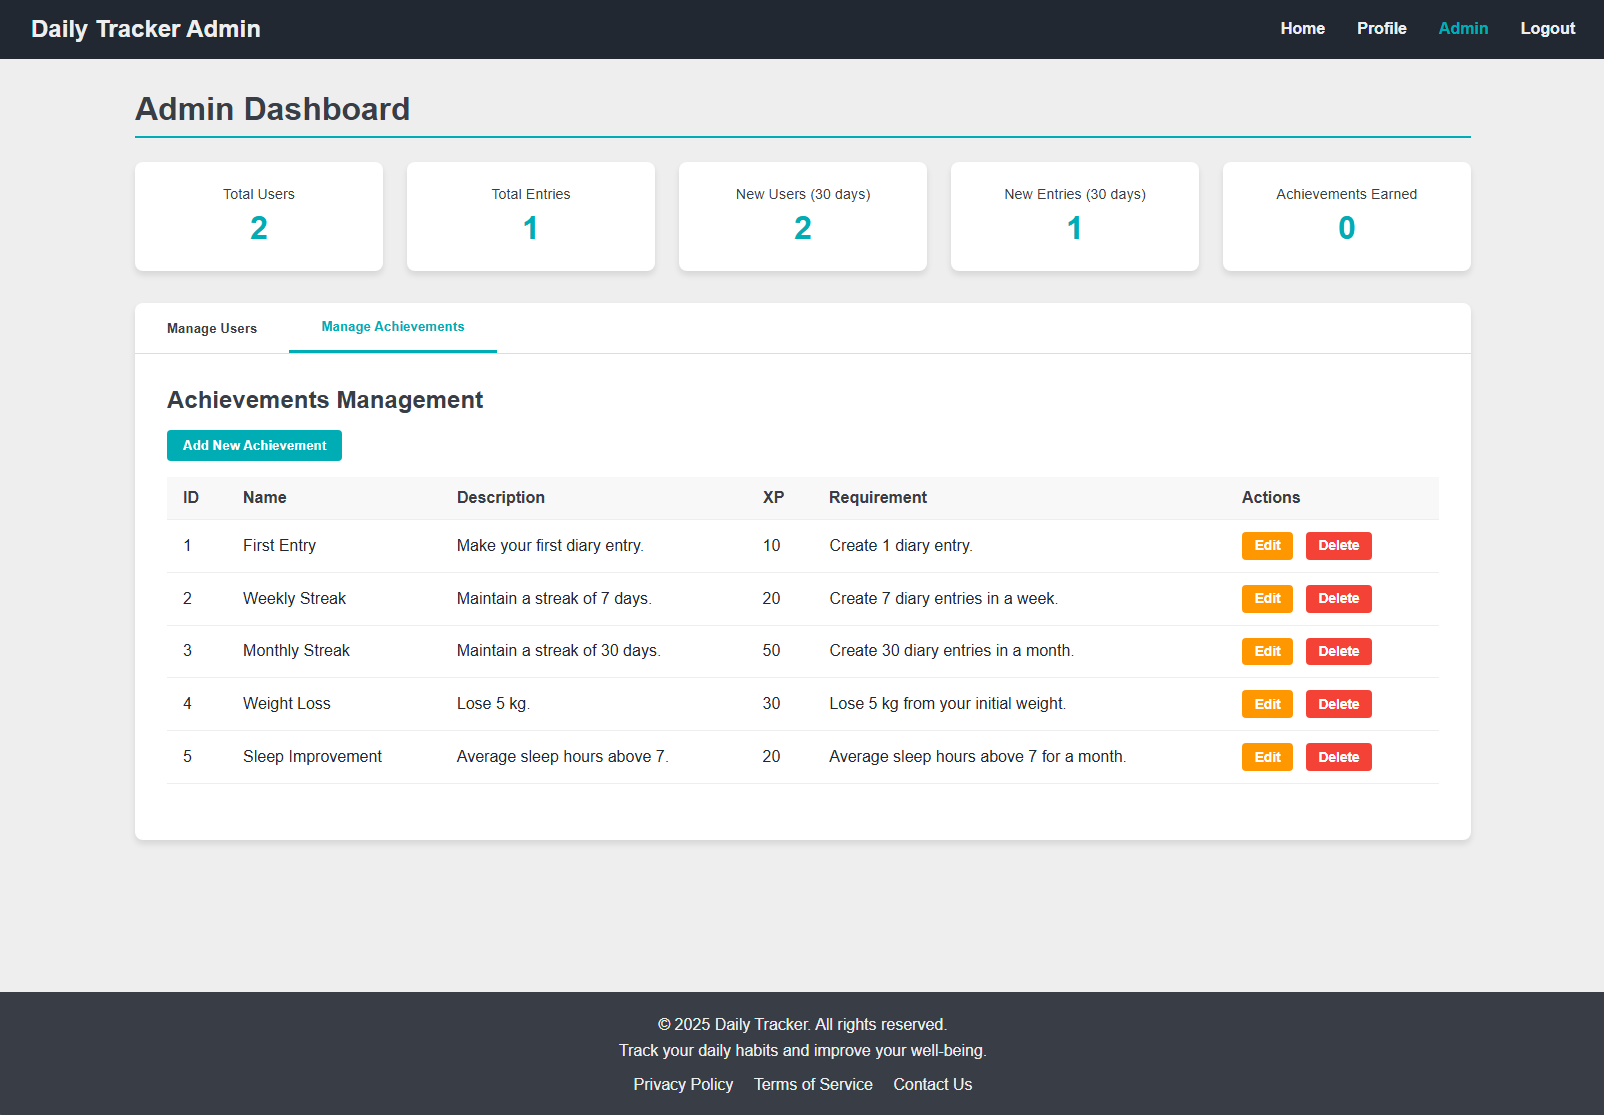 Daily Tracker Admin
Home Profile Admin Logout
Admin Dashboard
Total Users
2
Total Entries
1
New Users (30 days)
2
New Entries (30 days)
1
Achievements Earned
0
Manage Users Manage Achievements
Achievements Management
Add New Achievement
ID Name Description XP Requirement Actions
1 First Entry Make your first diary entry. 10 Create 1 diary entry. Edit Delete
2 Weekly Streak Maintain a streak of 7 days. 20 Create 7 diary entries in a week. Edit Delete
3 Monthly Streak Maintain a streak of 30 days. 50 Create 30 diary entries in a month. Edit Delete
4 Weight Loss Lose 5 kg. 30 Lose 5 kg from your initial weight. Edit Delete
5 Sleep Improvement Average sleep hours above 7. 20 Average sleep hours above 7 for a month. Edit Delete
© 2025 Daily Tracker. All rights reserved.
Track your daily habits and improve your well-being.
Privacy Policy Terms of Service Contact Us